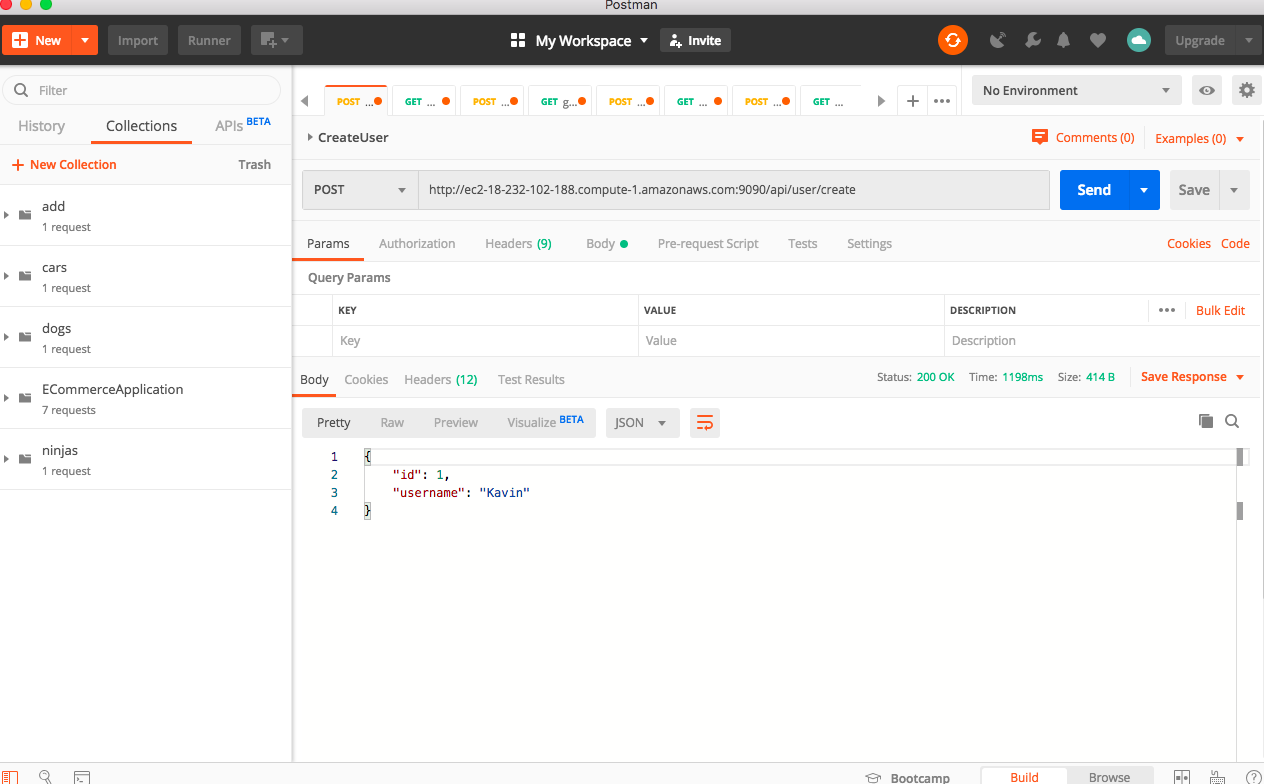 Postman
New Import Runner My Workspace Invite Upgrade
Filter
History Collections APIs BETA
New Collection Trash
add
1 request
cars
1 request
dogs
1 request
ECommerceApplication
7 requests
ninjas
1 request
POST ... GET ... POST ... GET g... POST ... GET ... POST ... GET ... + ••• No Environment
CreateUser Comments (0) Examples (0)
POST http://ec2-18-232-102-188.compute-1.amazonaws.com:9090/api/user/create Send Save
Params Authorization Headers (9) Body Pre-request Script Tests Settings Cookies Code
Query Params
KEY VALUE DESCRIPTION ••• Bulk Edit
Key Value Description
Body Cookies Headers (12) Test Results Status: 200 OK Time: 1198ms Size: 414 B Save Response
Pretty Raw Preview Visualize BETA JSON
1 {
2 "id": 1,
3 "username": "Kavin"
4 }
Bootcamp Build Browse